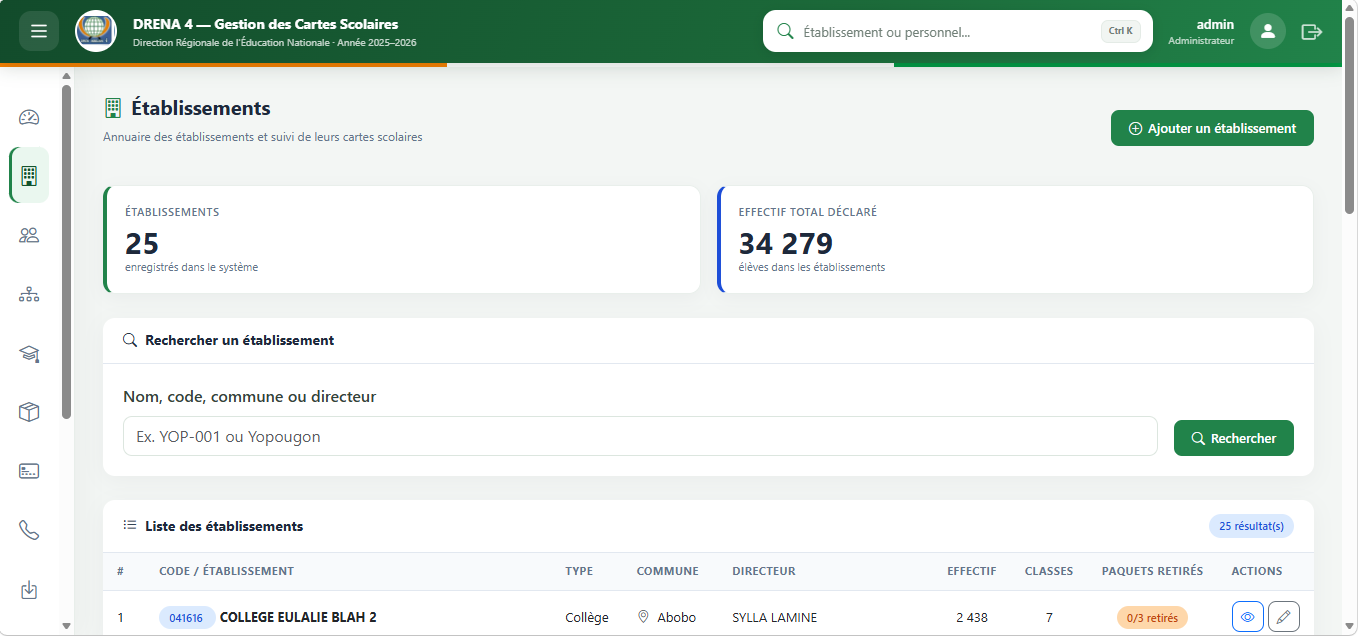 DRENA 4 — Gestion des Cartes Scolaires
Direction Régionale de l'Éducation Nationale · Année 2025–2026
Établissement ou personnel...
Ctrl K
admin
Administrateur
Établissements
Annuaire des établissements et suivi de leurs cartes scolaires
Ajouter un établissement
ÉTABLISSEMENTS
25
enregistrés dans le système
EFFECTIF TOTAL DÉCLARÉ
34 279
élèves dans les établissements
Rechercher un établissement
Nom, code, commune ou directeur
Ex. YOP-001 ou Yopougon
Rechercher
Liste des établissements
25 résultat(s)
# CODE / ÉTABLISSEMENT TYPE COMMUNE DIRECTEUR EFFECTIF CLASSES PAQUETS RETIRÉS ACTIONS
1 041616 COLLEGE EULALIE BLAH 2 Collège Abobo SYLLA LAMINE 2 438 7 0/3 retirés